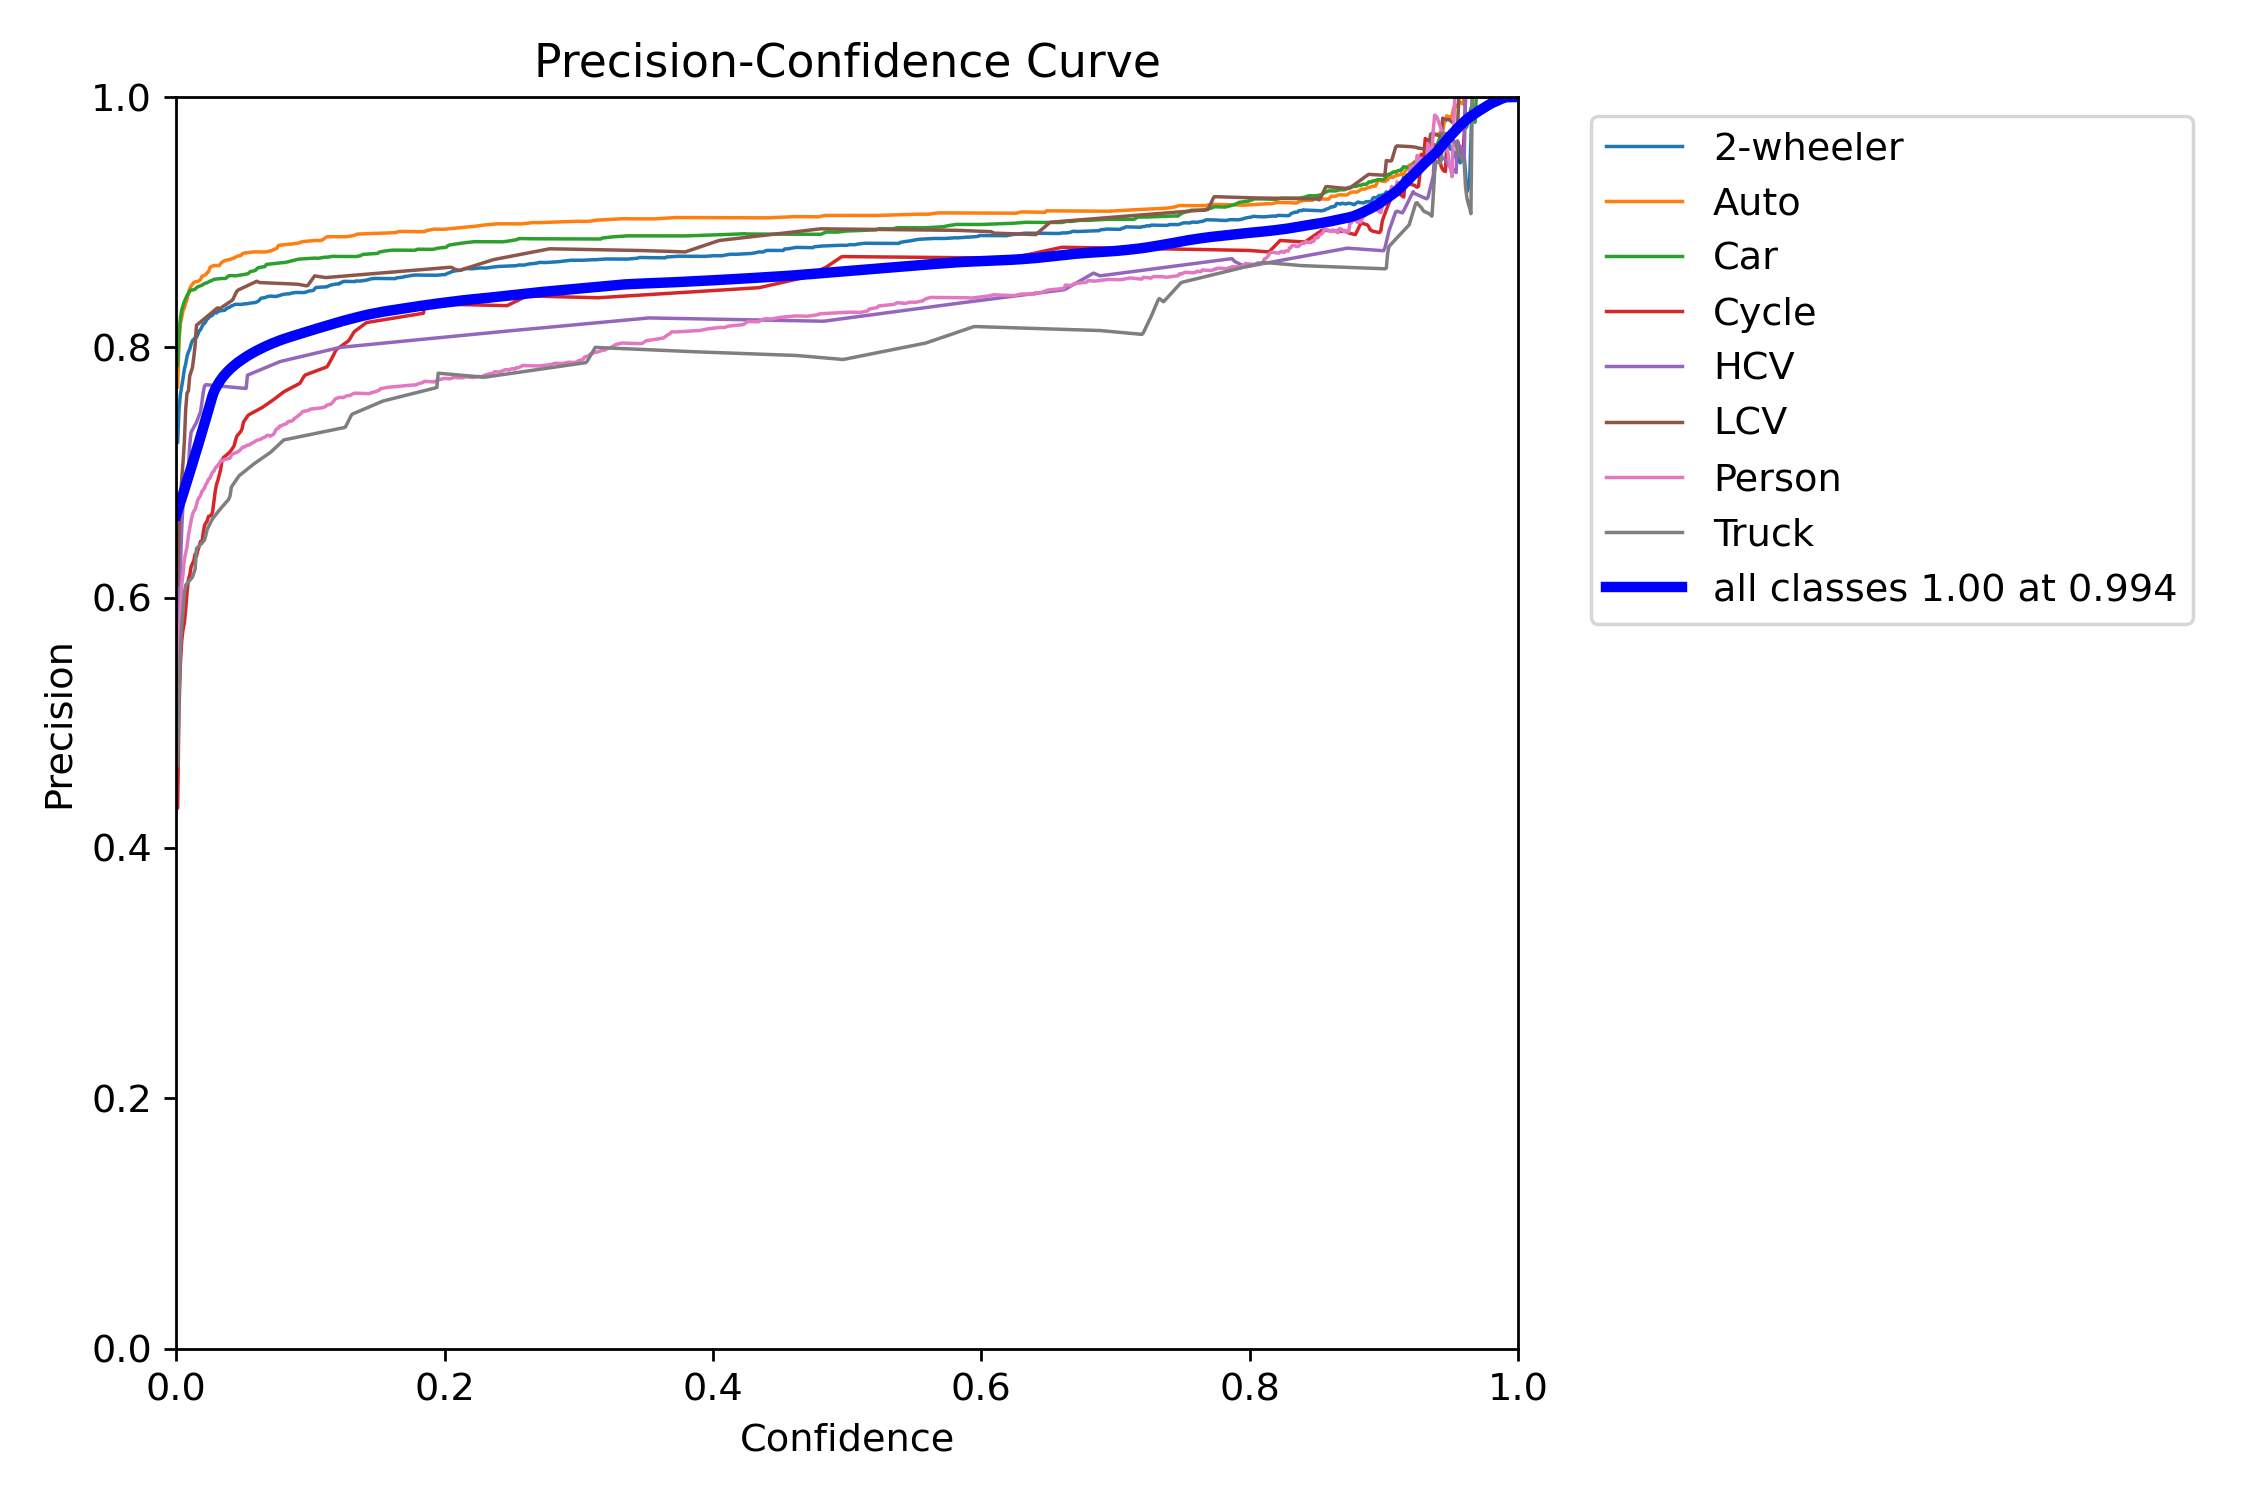 Precision-Confidence Curve
1.0
0.8
0.6
0.4
0.2
0.0
Precision
0.0 0.2 0.4 0.6 0.8 1.0
Confidence
2-wheeler
Auto
Car
Cycle
HCV
LCV
Person
Truck
all classes 1.00 at 0.994